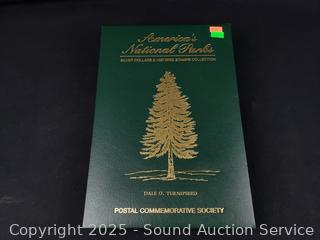 America's
National Parks
SILVER DOLLARS & HISTORIC STAMPS COLLECTION
DALE O. TURNIPSEED
POSTAL COMMEMORATIVE SOCIETY
Copyright 2025 - Sound Auction Service